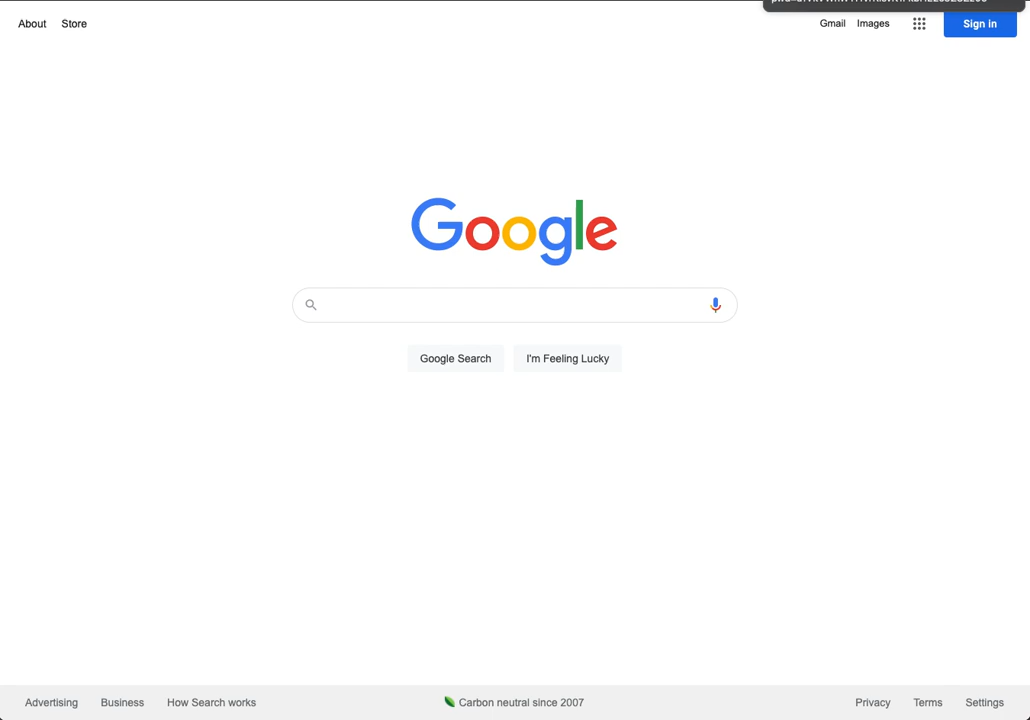 About Store Gmail Images Sign in
Google
Google Search I'm Feeling Lucky
Advertising Business How Search works Carbon neutral since 2007 Privacy Terms Settings